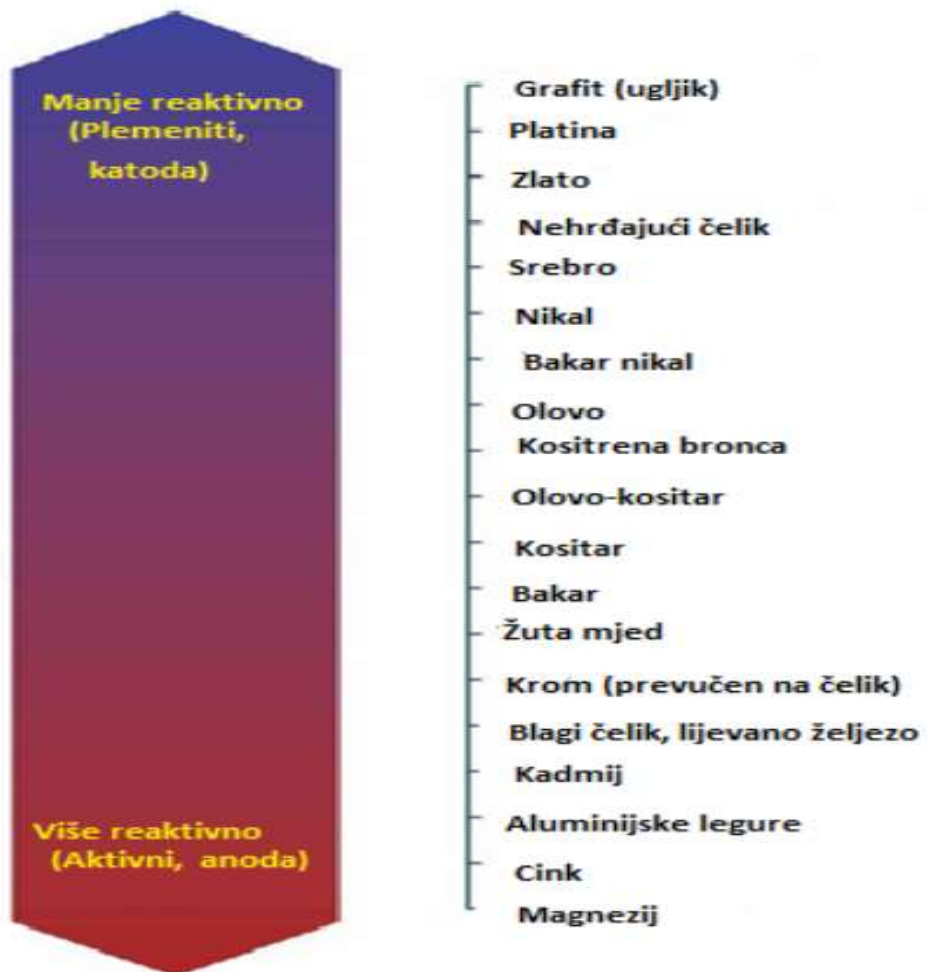 Manje reaktivno
(Plemeniti,
katoda)
Grafit (ugljik)
Platina
Zlato
Nehrđajući čelik
Srebro
Nikal
Bakar nikal
Olovo
Kositrena bronca
Olovo-kositar
Kositar
Bakar
Žuta mjed
Krom (prevučen na čelik)
Blagi čelik, lijevano željezo
Kadmij
Aluminijske legure
Cink
Magnezij
Više reaktivno
(Aktivni, anoda)